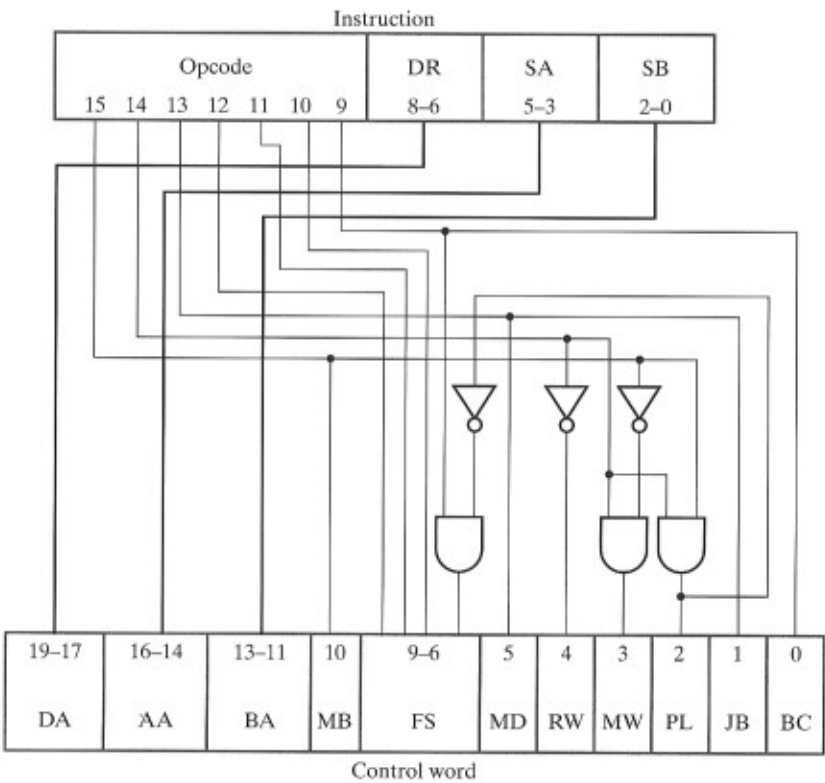 Instruction
Opcode DR SA SB
15 14 13 12 11 10 9 8–6 5–3 2–0
19–17 16–14 13–11 10 9–6 5 4 3 2 1 0
DA AA BA MB FS MD RW MW PL JB BC
Control word